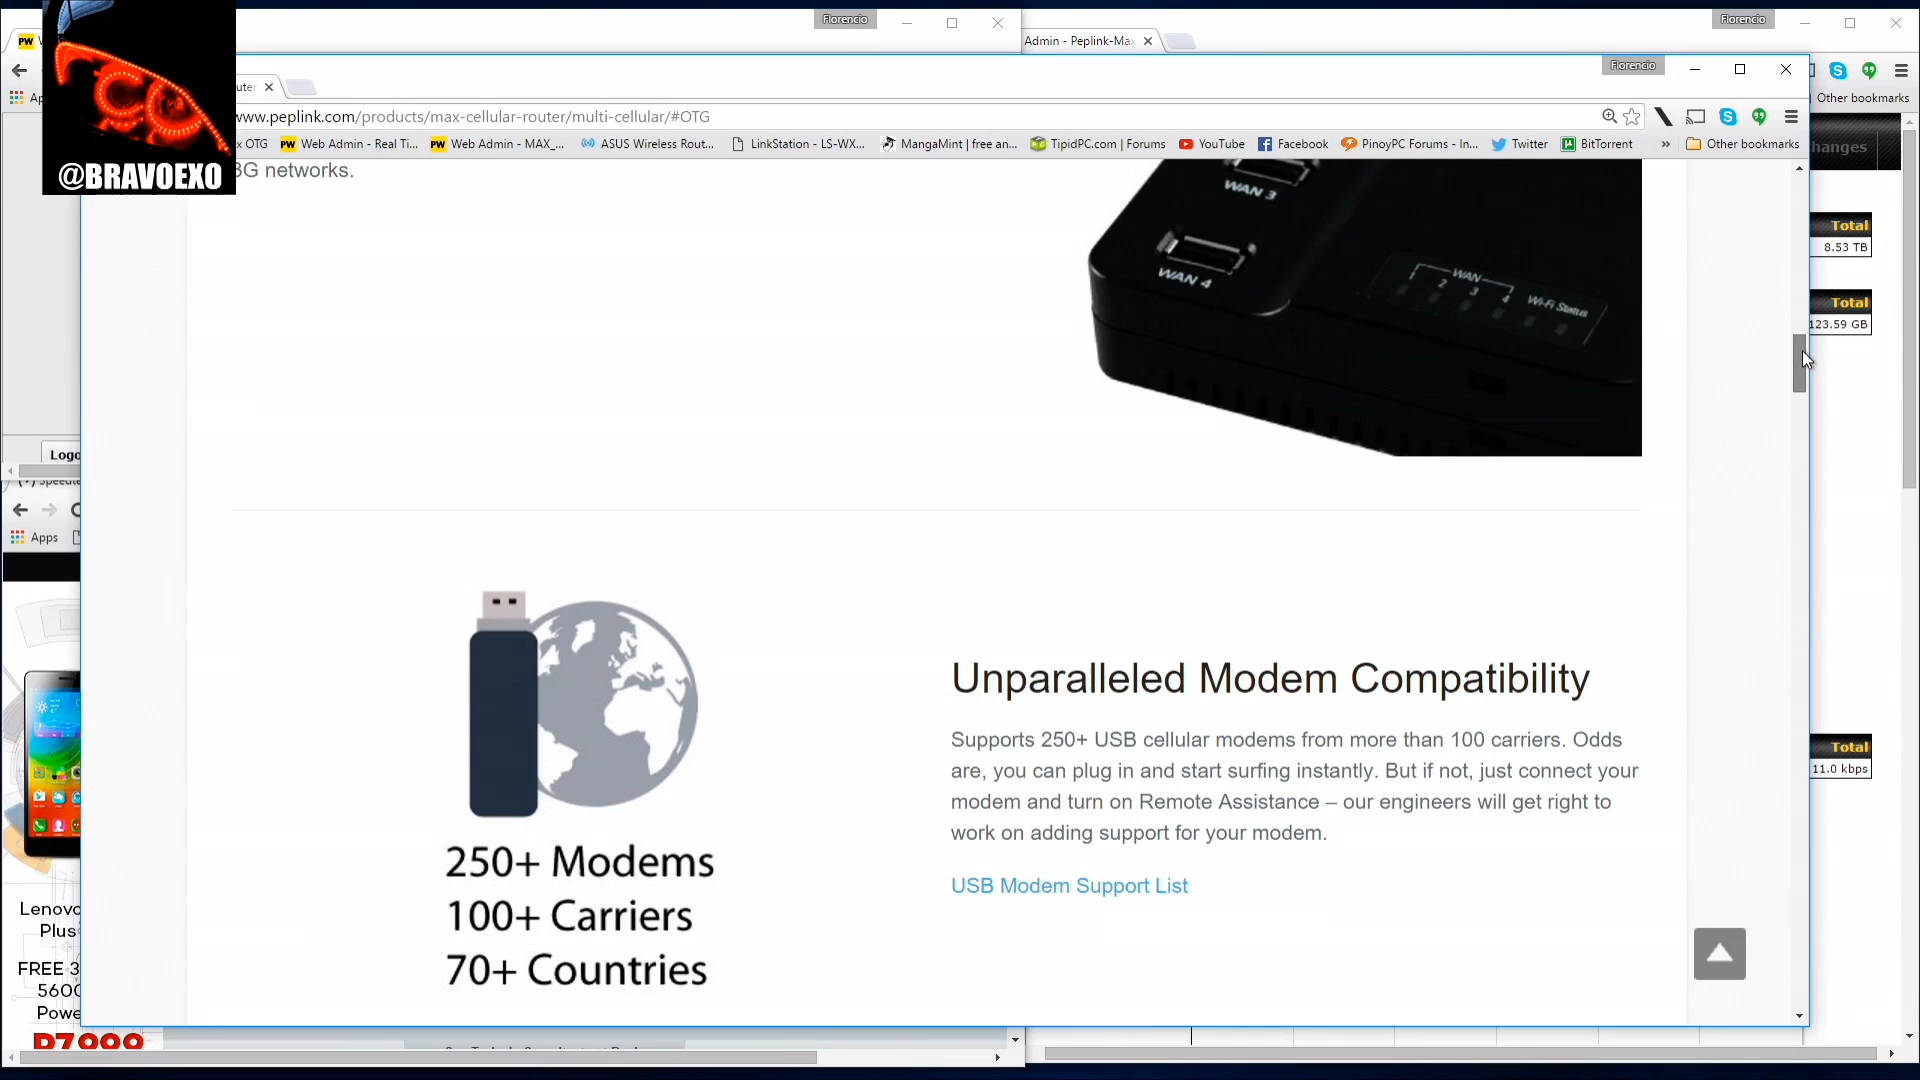 Florencio
Florencio
Admin - Peplink-Max
Florencio
Other bookmarks
www.peplink.com/products/max-cellular-router/multi-cellular/#OTG
x OTG
Web Admin - Real Ti...
Web Admin - MAX_...
ASUS Wireless Rout...
LinkStation - LS-WX...
MangaMint | free an...
TipidPC.com | Forums
YouTube
Facebook
PinoyPC Forums - In...
Twitter
BitTorrent
»
Other bookmarks
@BRAVOEXO
3G networks.
WAN 3
WAN 4
WAN
1 2 3 4
Wi-Fi Status
Total
8.53 TB
Total
123.59 GB
Total
11.0 kbps
Logo
Apps
Unparalleled Modem Compatibility
Supports 250+ USB cellular modems from more than 100 carriers. Odds
are, you can plug in and start surfing instantly. But if not, just connect your
modem and turn on Remote Assistance – our engineers will get right to
work on adding support for your modem.
USB Modem Support List
250+ Modems
100+ Carriers
70+ Countries
Lenovo
Plus
FREE 3
5600
Powe